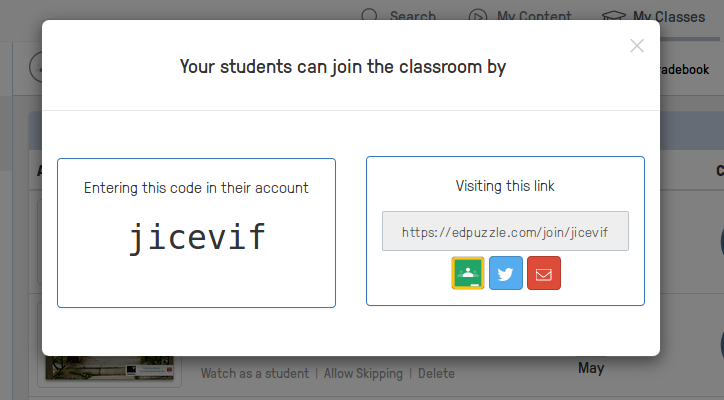 Search My Content My Classes
Your students can join the classroom by
Entering this code in their account
jicevif
Visiting this link
https://edpuzzle.com/join/jicevif
Watch as a student | Allow Skipping | Delete
May